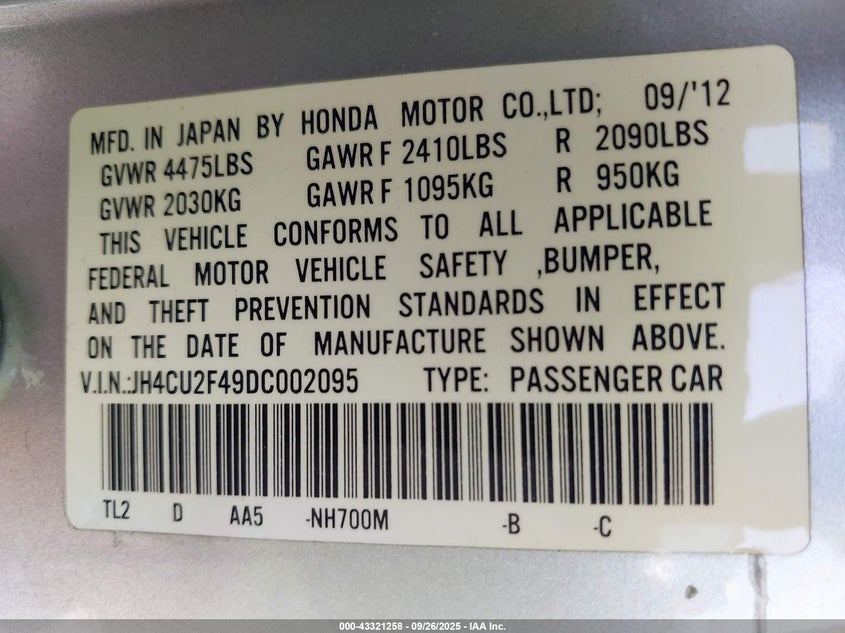 MFD. IN JAPAN BY HONDA MOTOR CO.,LTD; 09/'12
GVWR 4475LBS GAWR F 2410LBS R 2090LBS
GVWR 2030KG GAWR F 1095KG R 950KG
THIS VEHICLE CONFORMS TO ALL APPLICABLE
FEDERAL MOTOR VEHICLE SAFETY ,BUMPER,
AND THEFT PREVENTION STANDARDS IN EFFECT
ON THE DATE OF MANUFACTURE SHOWN ABOVE.
V.I.N.:JH4CU2F49DC002095 TYPE: PASSENGER CAR
TL2 D AA5 -NH700M -B -C
000-43321258 - 09/26/2025 - IAA Inc.